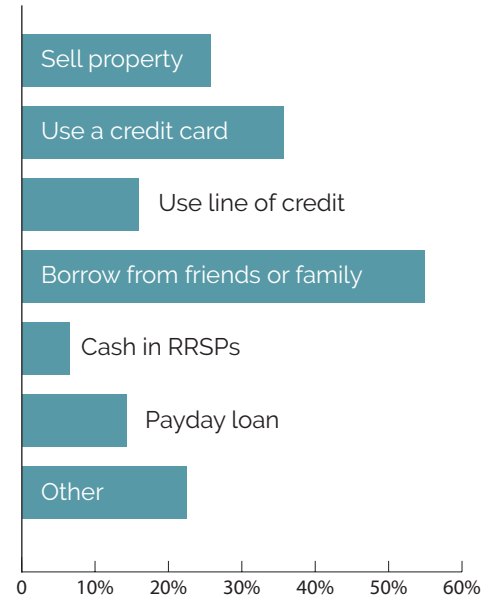 Sell property
Use a credit card
Use line of credit
Borrow from friends or family
Cash in RRSPs
Payday loan
Other
0 10% 20% 30% 40% 50% 60%